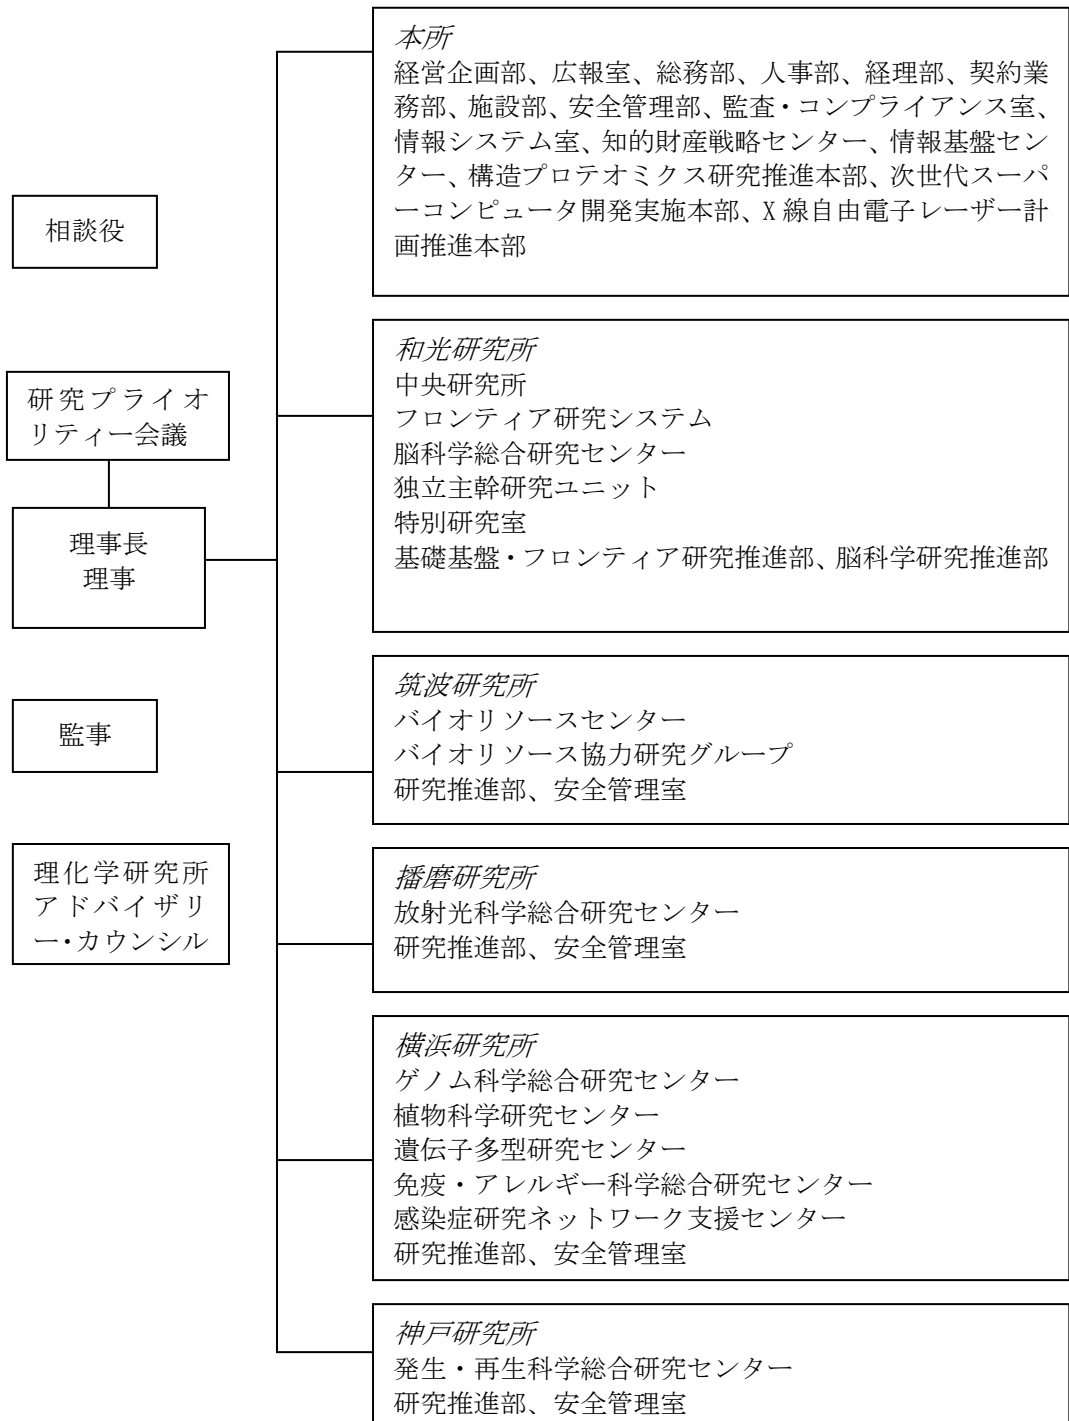 相談役
研究プライオ
リティー会議
理事長
理事
監事
理化学研究所
アドバイザリ
ー・カウンシル
本所
経営企画部、広報室、総務部、人事部、経理部、契約業
務部、施設部、安全管理部、監査・コンプライアンス室、
情報システム室、知的財産戦略センター、情報基盤セン
ター、構造プロテオミクス研究推進本部、次世代スーパ
ーコンピュータ開発実施本部、X 線自由電子レーザー計
画推進本部
和光研究所
中央研究所
フロンティア研究システム
脳科学総合研究センター
独立主幹研究ユニット
特別研究室
基礎基盤・フロンティア研究推進部、脳科学研究推進部
筑波研究所
バイオリソースセンター
バイオリソース協力研究グループ
研究推進部、安全管理室
播磨研究所
放射光科学総合研究センター
研究推進部、安全管理室
横浜研究所
ゲノム科学総合研究センター
植物科学研究センター
遺伝子多型研究センター
免疫・アレルギー科学総合研究センター
感染症研究ネットワーク支援センター
研究推進部、安全管理室
神戸研究所
発生・再生科学総合研究センター
研究推進部、安全管理室